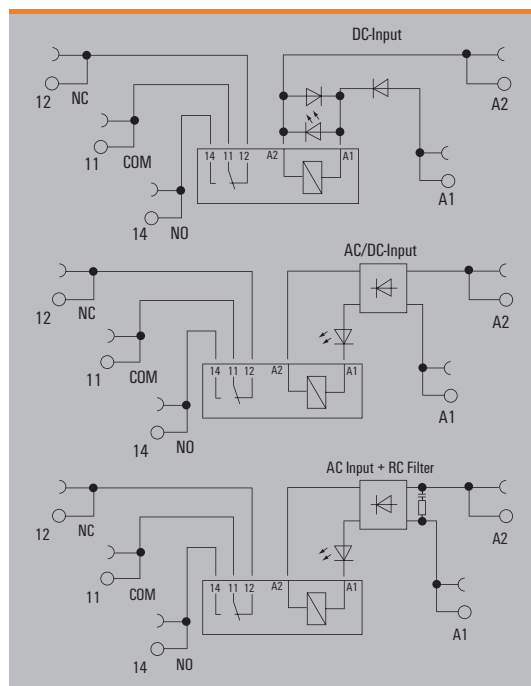 DC-Input
12 NC
A2
11 COM
14 11 12 A2 A1
14 NO
A1
AC/DC-Input
12 NC
A2
11 COM
14 11 12 A2 A1
14 NO
A1
AC Input + RC Filter
12 NC
A2
11 COM
14 11 12 A2 A1
14 NO
A1